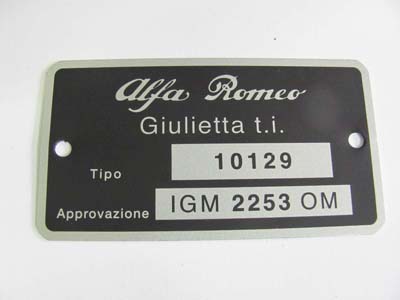 Alfa Romeo
Giulietta t.i.
Tipo 10129
Approvazione IGM 2253 OM